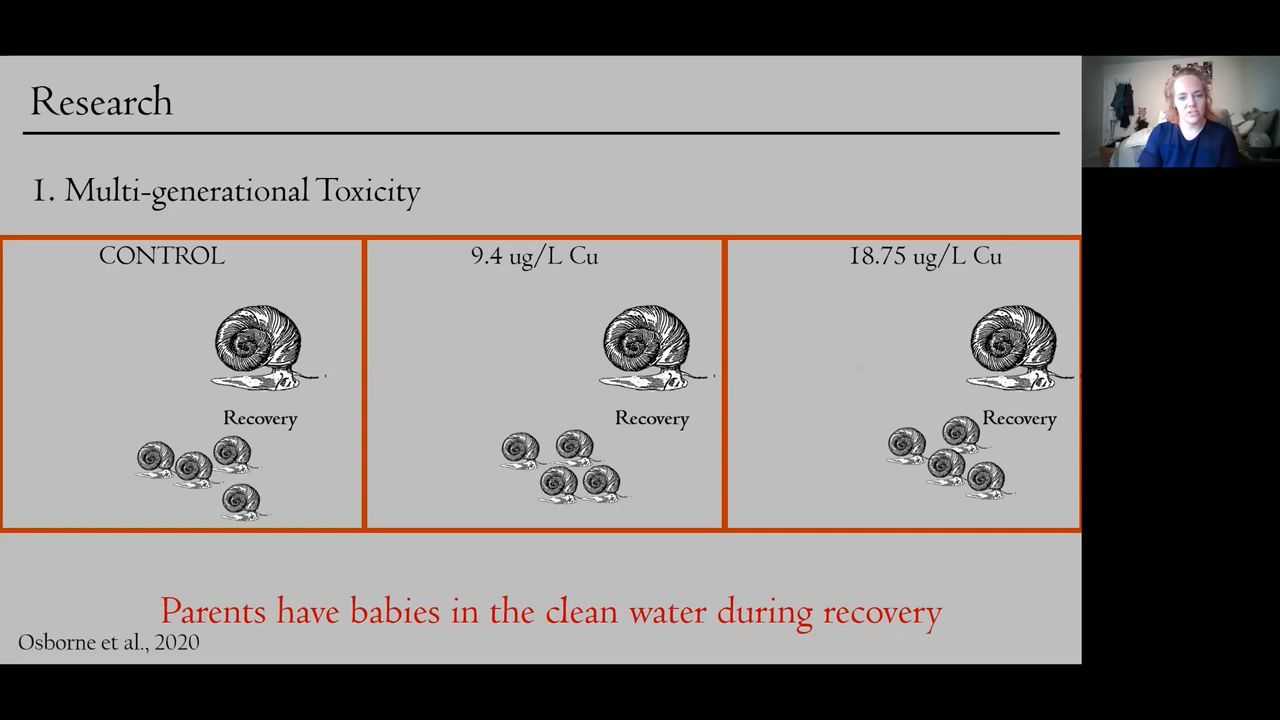 Research
1. Multi-generational Toxicity
CONTROL
9.4 ug/L Cu
18.75 ug/L Cu
Recovery
Recovery
Recovery
Parents have babies in the clean water during recovery
Osborne et al., 2020